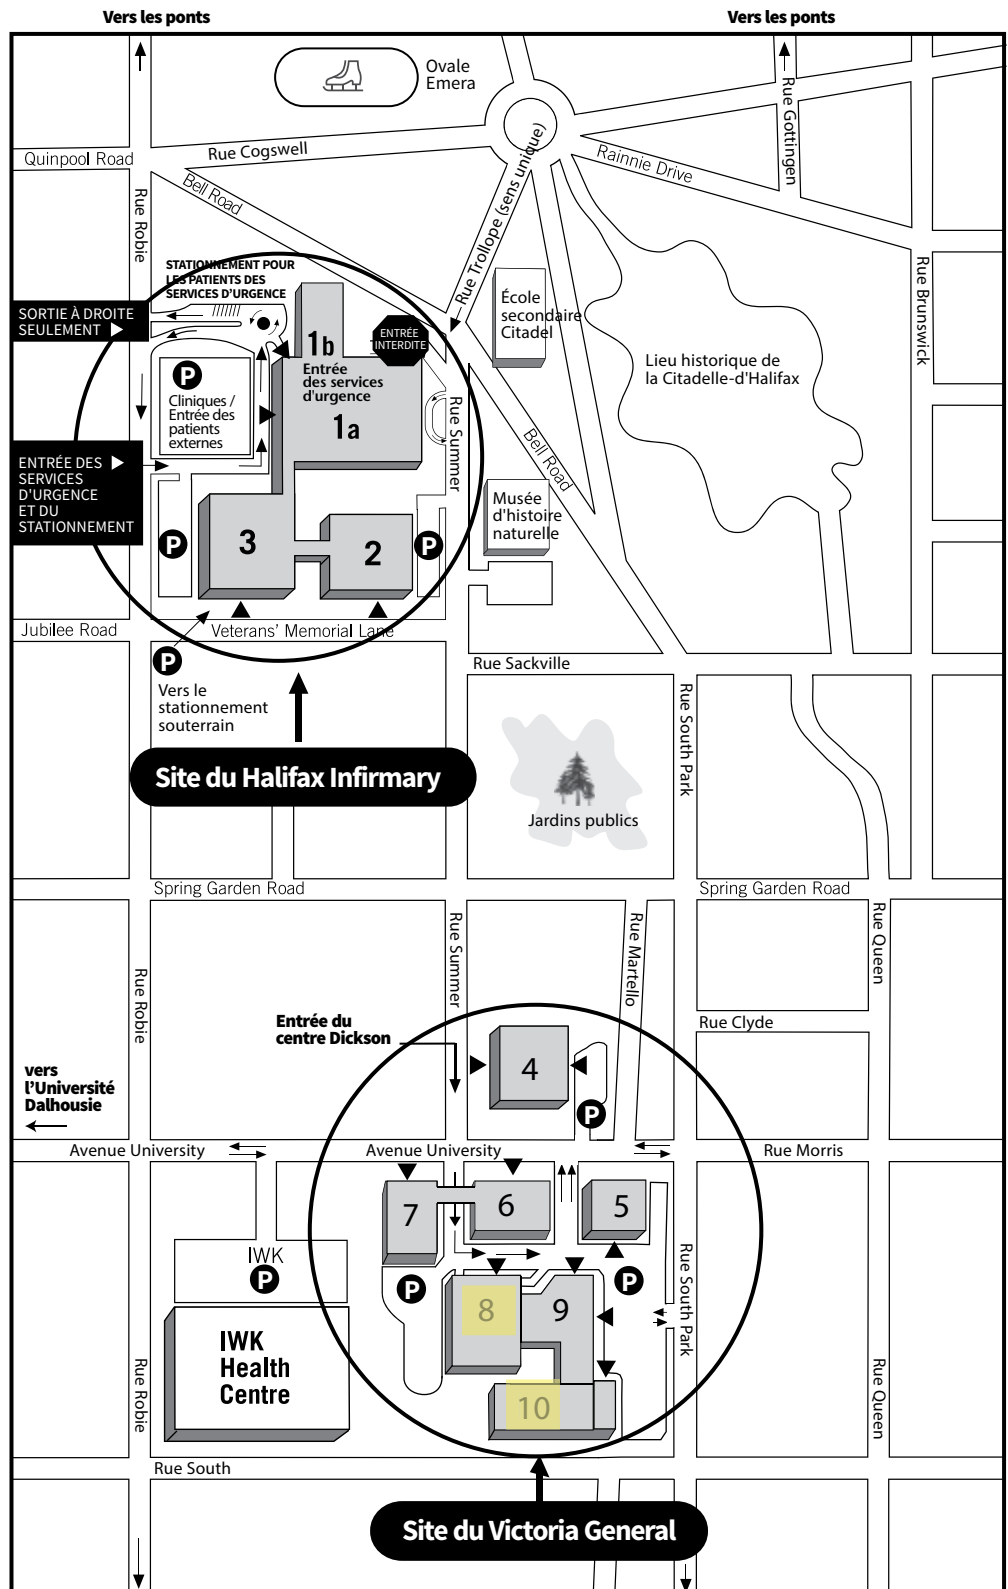 Vers les ponts
Vers les ponts
Ovale
Emera
Rue Gottingen
Quinpool Road
Rue Cogswell
Rainnie Drive
Bell Road
Rue Robie
Rue Trollope (sens unique)
Rue Brunswick
STATIONNEMENT POUR
LES PATIENTS DES
SERVICES D'URGENCE
SORTIE À DROITE
SEULEMENT
École
secondaire
Citadel
ENTRÉE
INTERDITE
1b
Entrée
des services
d'urgence
1a
Lieu historique de
la Citadelle-d'Halifax
P
Cliniques /
Entrée des
patients
externes
Rue Summer
Bell Road
ENTRÉE DES
SERVICES
D'URGENCE
ET DU
STATIONNEMENT
Musée
d'histoire
naturelle
P
3
2
P
Jubilee Road
Veterans' Memorial Lane
P
Vers le
stationnement
souterrain
Rue Sackville
Rue South Park
Site du Halifax Infirmary
Jardins publics
Spring Garden Road
Spring Garden Road
Rue Robie
Rue Summer
Rue Martello
Rue Queen
Entrée du
centre Dickson
Rue Clyde
4
vers
l'Université
Dalhousie
P
Avenue University
Avenue University
Rue Morris
7
6
5
IWK
P
P
P
Rue South Park
8
9
IWK
Health
Centre
Rue Robie
Rue Queen
10
Rue South
Site du Victoria General